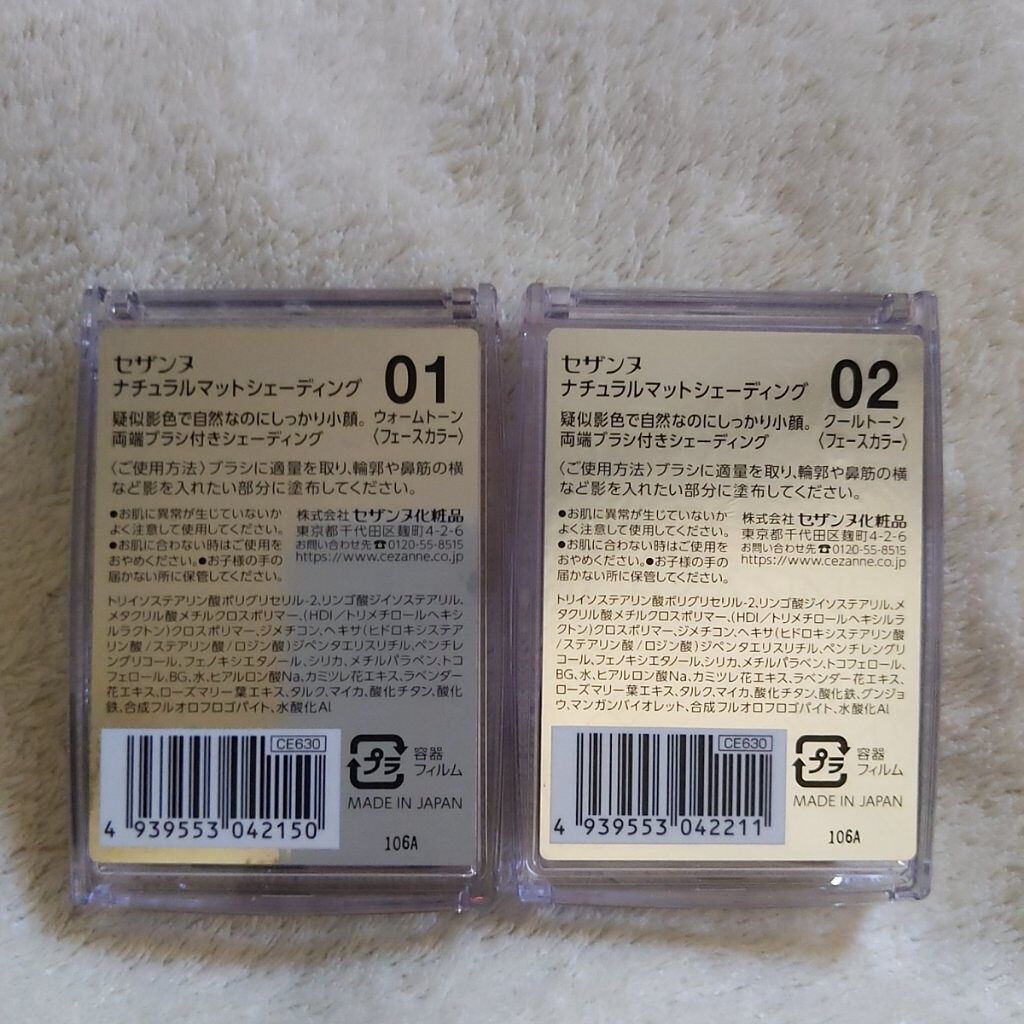 セザンヌ
ナチュラルマットシェーディング
01
疑似影色で自然なのにしっかり小顔。
両端ブラシ付きシェーディング
ウォームトーン
〈フェースカラー〉
〈ご使用方法〉ブラシに適量を取り、輪郭や鼻筋の横
など影を入れたい部分に塗布してください。
●お肌に異常が生じていないか
よく注意して使用してください。
●お肌に合わない時はご使用を
おやめください。●お子様の手の
届かない所に保管してください。
株式会社 セザンヌ化粧品
東京都千代田区麹町4-2-6
お問い合わせ先☎0120-55-8515
https://www.cezanne.co.jp
トリイソステアリン酸ポリグリセリル-2、リンゴ酸ジイソステアリル、メ
タクリル酸メチルクロスポリマー、(HDI/トリメチロールヘキシ
ルラクトン)クロスポリマー、ジメチコン、ヘキサ(ヒドロキシステアリ
ン酸/ステアリン酸/ロジン酸)ジペンタエリスリチル、ペンチレ
ングリコール、フェノキシエタノール、シリカ、メチルパラベン、トコ
フェロール、BG、水、ヒアルロン酸Na、カミツレ花エキス、ラベンダー
花エキス、ローズマリー葉エキス、タルク、マイカ、酸化チタン、酸化
鉄、合成フルオロフロゴパイト、水酸化Al
CE630
4 939553 042150
プラ
容器
フィルム
MADE IN JAPAN
106A
セザンヌ
ナチュラルマットシェーディング
02
疑似影色で自然なのにしっかり小顔。
両端ブラシ付きシェーディング
クールトーン
〈フェースカラー〉
〈ご使用方法〉ブラシに適量を取り、輪郭や鼻筋の横
など影を入れたい部分に塗布してください。
●お肌に異常が生じていないか
よく注意して使用してください。
●お肌に合わない時はご使用を
おやめください。●お子様の手の
届かない所に保管してください。
株式会社 セザンヌ化粧品
東京都千代田区麹町4-2-6
お問い合わせ先☎0120-55-8515
https://www.cezanne.co.jp
トリイソステアリン酸ポリグリセリル-2、リンゴ酸ジイソステアリル、メ
タクリル酸メチルクロスポリマー、(HDI/トリメチロールヘキシルラク
トン)クロスポリマー、ジメチコン、ヘキサ(ヒドロキシステアリン酸
/ステアリン酸/ロジン酸)ジペンタエリスリチル、ペンチレングリ
コール、フェノキシエタノール、シリカ、メチルパラベン、トコフェロール、
BG、水、ヒアルロン酸Na、カミツレ花エキス、ラベンダー花エキス、
ローズマリー葉エキス、タルク、マイカ、酸化チタン、酸化鉄、グンジョ
ウ、マンガンバイオレット、合成フルオロフロゴパイト、水酸化Al
CE630
4 939553 042211
プラ
容器
フィルム
MADE IN JAPAN
106A